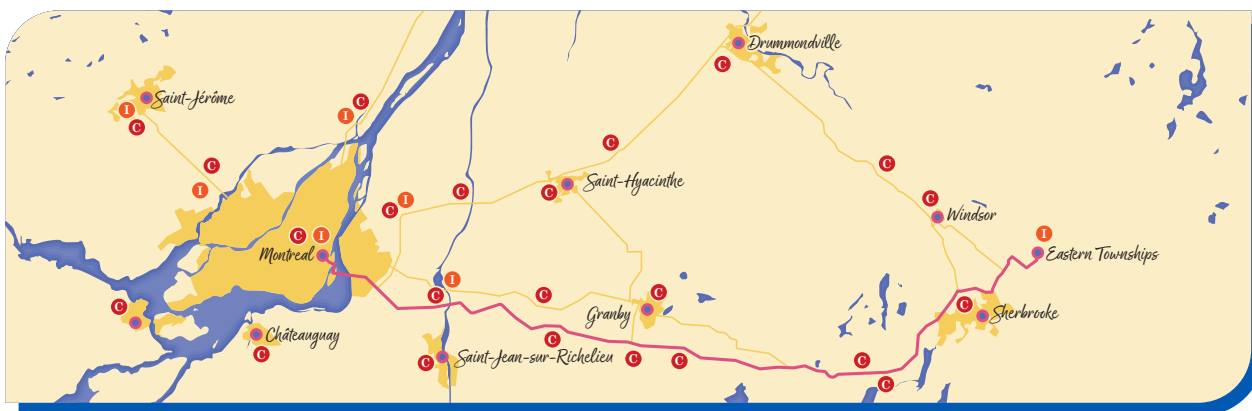 Drummondville
Saint-Jérôme
C
I
C
I
C
C
C
I
C
C
Saint-Hyacinthe
C
I
C
C
C
Windsor
C
I
Montreal
I
Eastern Townships
I
C
C
C
C
Granby
C
Sherbrooke
Châteauguay
C
C
Saint-Jean-sur-Richelieu
C
C
C
C
C